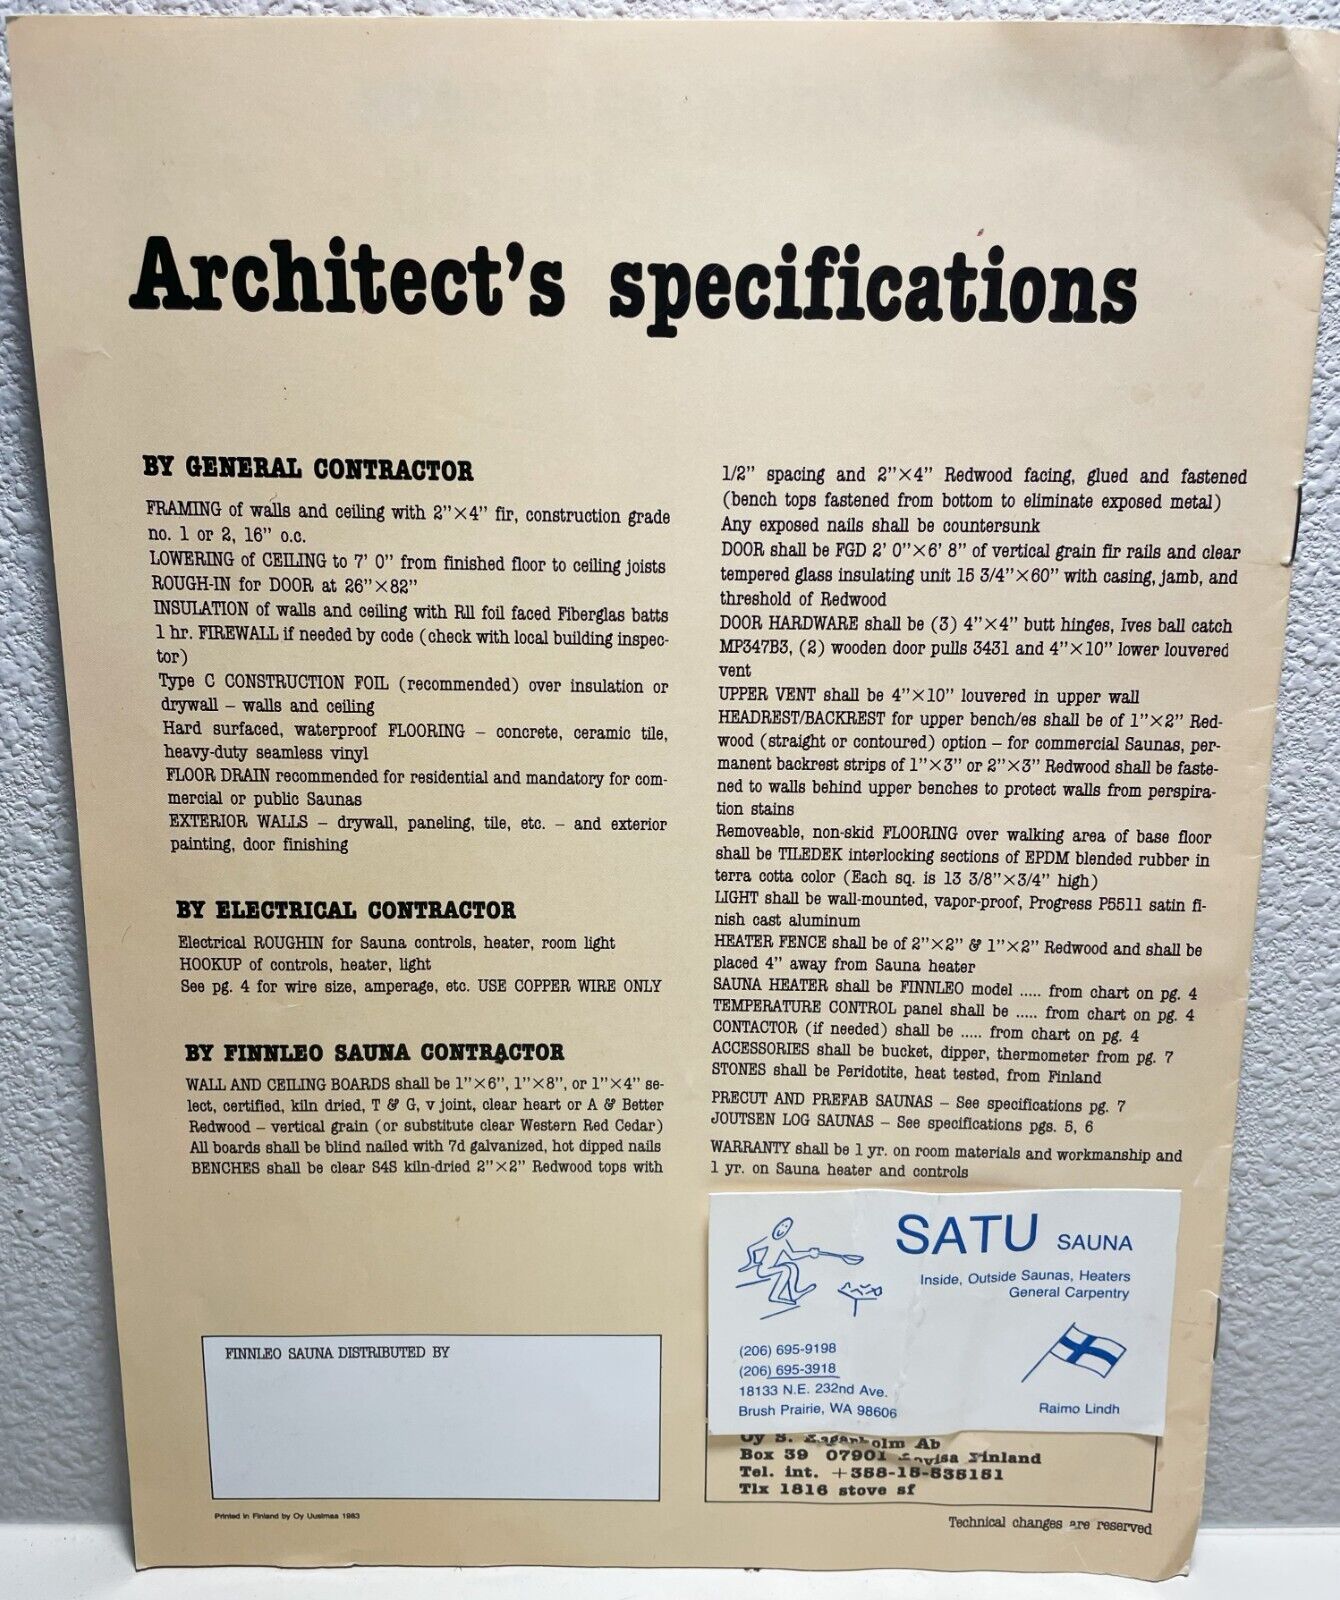 Architect's specifications
BY GENERAL CONTRACTOR
FRAMING of walls and ceiling with 2"×4" fir, construction grade
no. 1 or 2, 16" o.c.
LOWERING of CEILING to 7' 0" from finished floor to ceiling joists
ROUGH-IN for DOOR at 26"×82"
INSULATION of walls and ceiling with R11 foil faced Fiberglas batts
1 hr. FIREWALL if needed by code (check with local building inspec-
tor)
Type C CONSTRUCTION FOIL (recommended) over insulation or
drywall – walls and ceiling
Hard surfaced, waterproof FLOORING – concrete, ceramic tile,
heavy-duty seamless vinyl
FLOOR DRAIN recommended for residential and mandatory for com-
mercial or public Saunas
EXTERIOR WALLS – drywall, paneling, tile, etc. – and exterior
painting, door finishing
BY ELECTRICAL CONTRACTOR
Electrical ROUGHIN for Sauna controls, heater, room light
HOOKUP of controls, heater, light
See pg. 4 for wire size, amperage, etc. USE COPPER WIRE ONLY
BY FINNLEO SAUNA CONTRACTOR
WALL AND CEILING BOARDS shall be 1"×6", 1"×8", or 1"×4" se-
lect, certified, kiln dried, T & G, v joint, clear heart or A & Better
Redwood – vertical grain (or substitute clear Western Red Cedar)
All boards shall be blind nailed with 7d galvanized, hot dipped nails
BENCHES shall be clear S4S kiln-dried 2"×2" Redwood tops with
1/2" spacing and 2"×4" Redwood facing, glued and fastened
(bench tops fastened from bottom to eliminate exposed metal)
Any exposed nails shall be countersunk
DOOR shall be FGD 2' 0"×6' 8" of vertical grain fir rails and clear
tempered glass insulating unit 15 3/4"×60" with casing, jamb, and
threshold of Redwood
DOOR HARDWARE shall be (3) 4"×4" butt hinges, Ives ball catch
MP347B3, (2) wooden door pulls 3431 and 4"×10" lower louvered
vent
UPPER VENT shall be 4"×10" louvered in upper wall
HEADREST/BACKREST for upper bench/es shall be of 1"×2" Red-
wood (straight or contoured) option – for commercial Saunas, per-
manent backrest strips of 1"×3" or 2"×3" Redwood shall be faste-
ned to walls behind upper benches to protect walls from perspira-
tion stains
Removeable, non-skid FLOORING over walking area of base floor
shall be TILEDEK interlocking sections of EPDM blended rubber in
terra cotta color (Each sq. is 13 3/8"×3/4" high)
LIGHT shall be wall-mounted, vapor-proof, Progress P5511 satin fi-
nish cast aluminum
HEATER FENCE shall be of 2"×2" & 1"×2" Redwood and shall be
placed 4" away from Sauna heater
SAUNA HEATER shall be FINNLEO model ..... from chart on pg. 4
TEMPERATURE CONTROL panel shall be ..... from chart on pg. 4
CONTACTOR (if needed) shall be ..... from chart on pg. 4
ACCESSORIES shall be bucket, dipper, thermometer from pg. 7
STONES shall be Peridotite, heat tested, from Finland
PRECUT AND PREFAB SAUNAS – See specifications pg. 7
JOUTSEN LOG SAUNAS – See specifications pgs. 5, 6
WARRANTY shall be 1 yr. on room materials and workmanship and
1 yr. on Sauna heater and controls
SATU SAUNA
Inside, Outside Saunas, Heaters
General Carpentry
(206) 695-9198
(206) 695-3918
18133 N.E. 232nd Ave.
Brush Prairie, WA 98606
Raimo Lindh
Oy S. Ab
Box 39 07901 Finland
Tel. int. +358-15-535151
Tlx 1816 stove sf
FINNLEO SAUNA DISTRIBUTED BY
Printed in Finland by Oy Uusimaa 1983
Technical changes are reserved